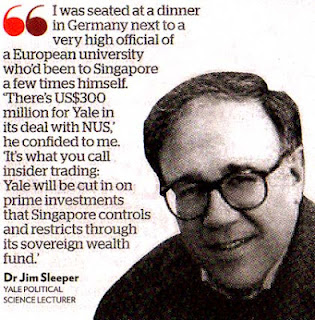 I was seated at a dinner
in Germany next to a
very high official of
a European university
who'd been to Singapore
a few times himself.
‘There's US$300
million for Yale in
its deal with NUS,’
he confided to me.
‘It's what you call
insider trading:
Yale will be cut in on
prime investments
that Singapore controls
and restricts through
its sovereign wealth
fund.’
Dr Jim Sleeper
YALE POLITICAL
SCIENCE LECTURER